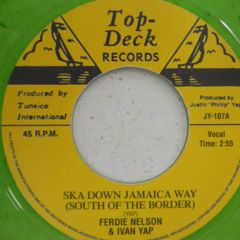 Top-
Deck
RECORDS
Produced by
Tuneico
International
Produced by
Justin "Phillip" Yap
JY-107A
45 R.P.M.
Vocal
Time: 2:55
SKA DOWN JAMAICA WAY
(SOUTH OF THE BORDER)
(YAP)
FERDIE NELSON
& IVAN YAP